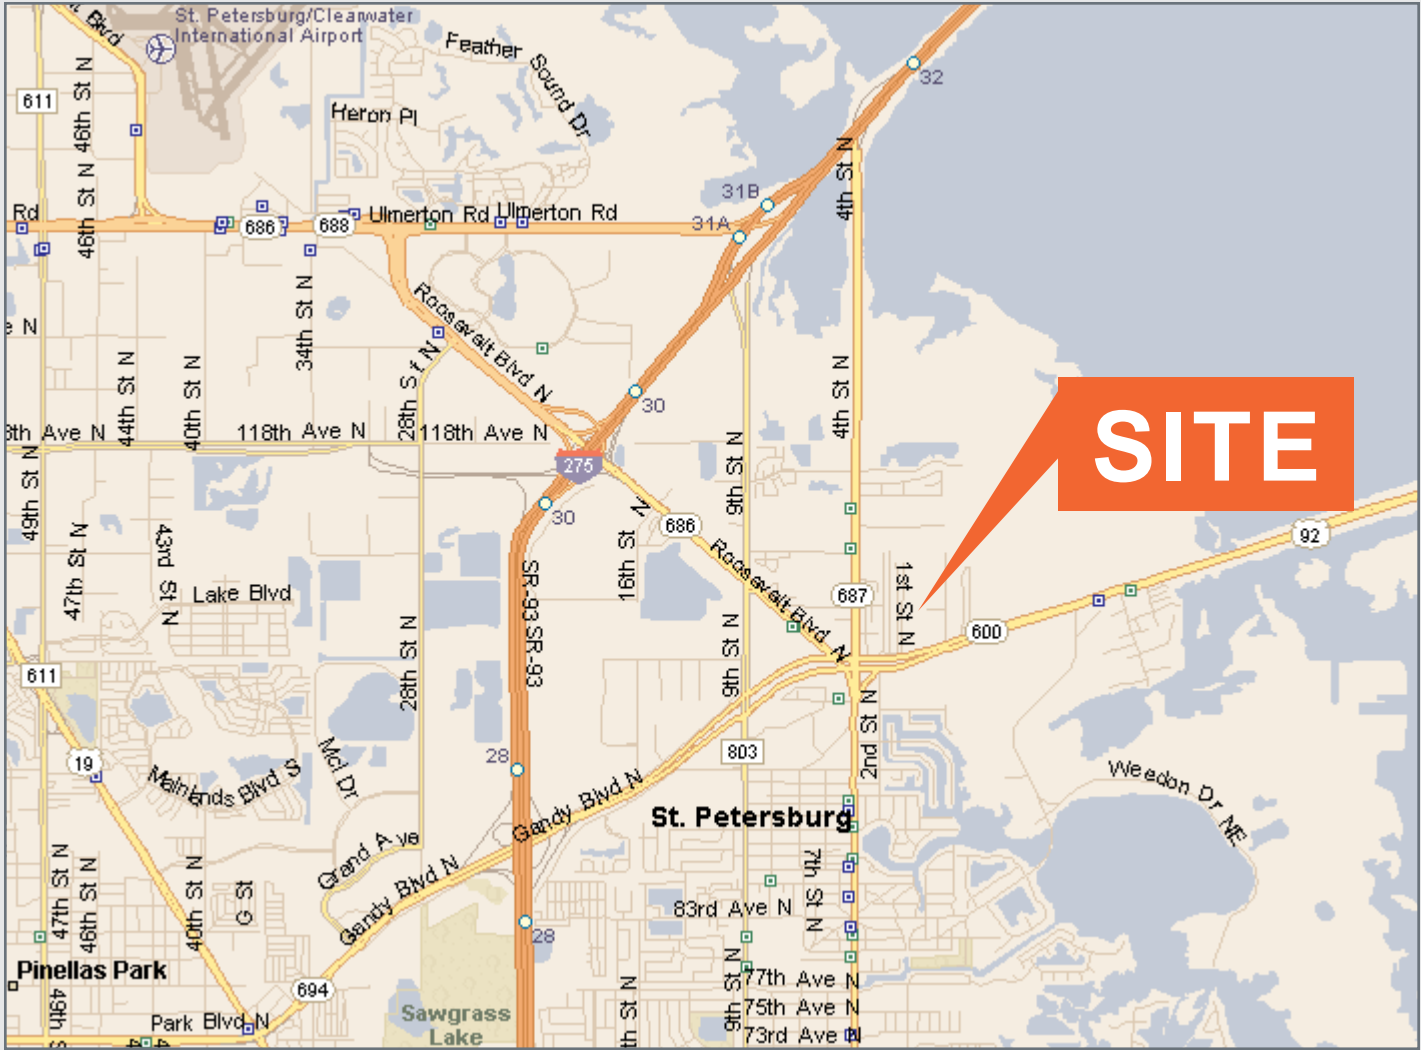 t Blvd
St. Petersburg/Clearwater
International Airport
Feather
Sound Dr
32
611
46th St N
Heron Pl
4th St N
46th St N
31B
Rd
686
688
Ulmerton Rd
Ulmerton Rd
31A
34th St N
Roosevelt Blvd N
e N
44th St N
40th St N
28th St N
4th St N
30
SITE
8th Ave N
118th Ave N
118th Ave N
275
9th St N
49th St N
30
N
686
92
47th St N
43rd St N
16th St N
Roosevelt Blvd N
1st St N
Lake Blvd
SR-93 SR-93
687
600
28th St N
9th St N
611
2nd St N
803
28
19
Mainlands Blvd S
Mcl Dr
Weedon Dr NE
Gandy Blvd N
St. Petersburg
Grand Ave
7th St N
47th St N
46th St N
40th St N
G St
Gandy Blvd N
83rd Ave N
28
Pinellas Park
694
9th St N
77th Ave N
49th S
Park Blvd N
Sawgrass
Lake
th St N
75th Ave N
73rd Ave N